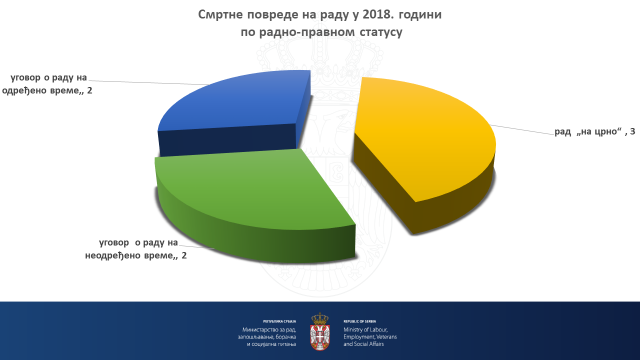 Смртне повреде на раду у 2018. години
по радно-правном статусу
уговор о раду на
одређено време,, 2
рад „на црно“ , 3
уговор о раду на
неодређено време,, 2
РЕПУБЛИКА СРБИЈА
Министарство за рад,
запошљавање, борачка
и социјална питања
REPUBLIC OF SERBIA
Ministry of Labour,
Employment, Veterans
and Social Affairs